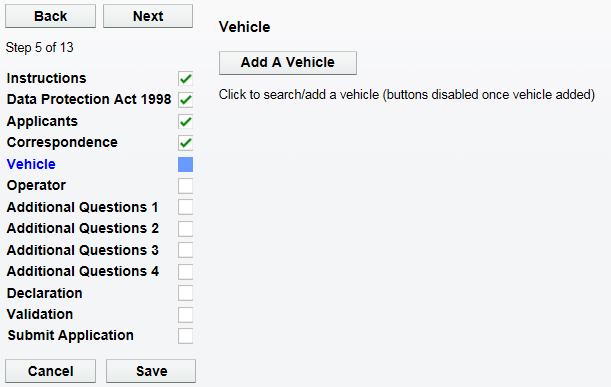 Back Next
Step 5 of 13
Instructions
Data Protection Act 1998
Applicants
Correspondence
Vehicle
Operator
Additional Questions 1
Additional Questions 2
Additional Questions 3
Additional Questions 4
Declaration
Validation
Submit Application
Cancel Save
Vehicle
Add A Vehicle
Click to search/add a vehicle (buttons disabled once vehicle added)